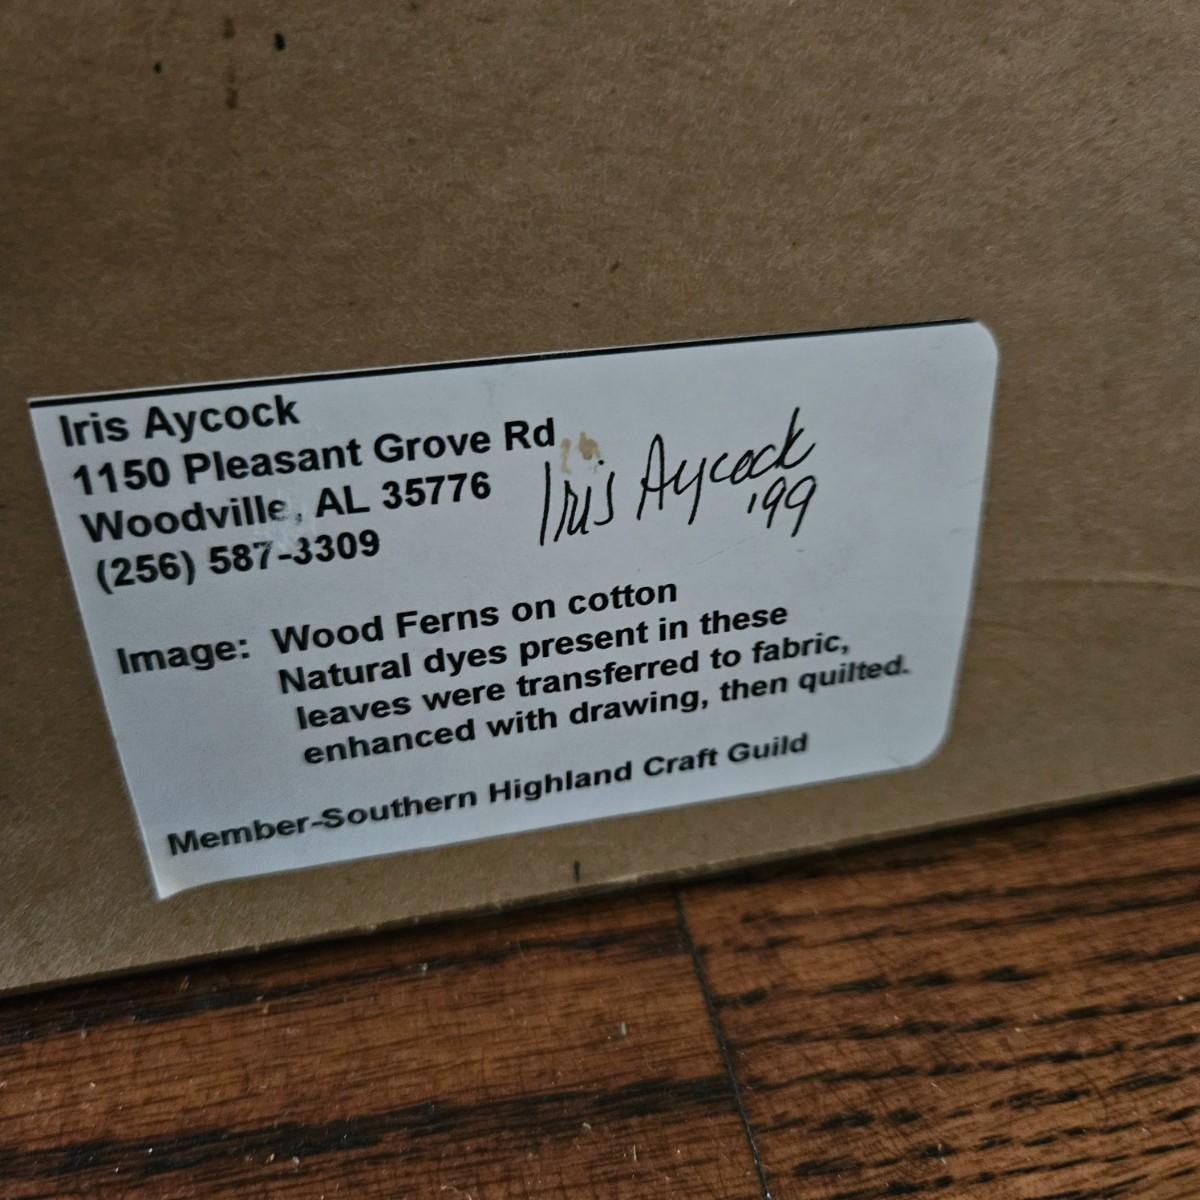 Iris Aycock
1150 Pleasant Grove Rd
Woodville, AL 35776
(256) 587-3309
Iris Aycock
'99
Image: Wood Ferns on cotton
Natural dyes present in these
leaves were transferred to fabric,
enhanced with drawing, then quilted.
Member-Southern Highland Craft Guild